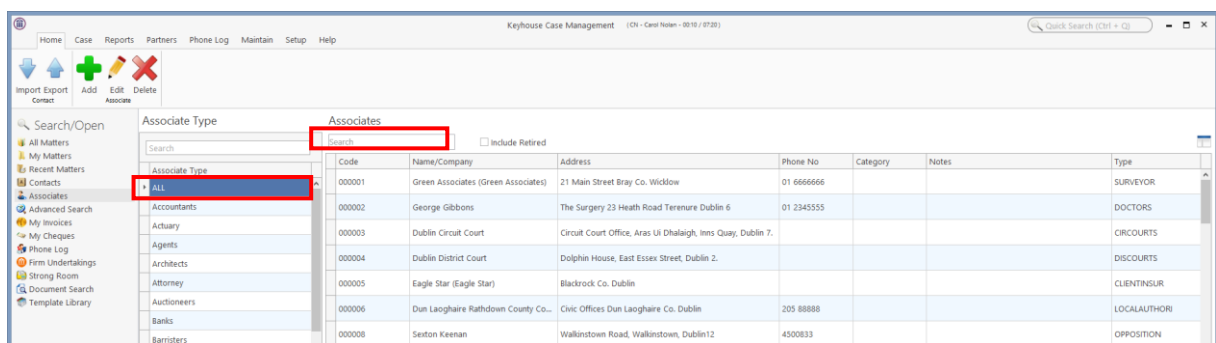 Keyhouse Case Management (CN - Carol Nolan - 00:10 / 07:20)
Quick Search (Ctrl + Q)
Home Case Reports Partners Phone Log Maintain Setup Help
Import Export Add Edit Delete
Contact Associate
Search/Open
All Matters
My Matters
Recent Matters
Contacts
Associates
Advanced Search
My Invoices
My Cheques
Phone Log
Firm Undertakings
Strong Room
Document Search
Template Library
Associate Type
Search
Associate Type
ALL
Accountants
Actuary
Agents
Architects
Attorney
Auctioneers
Banks
Barristers
Associates
Search Include Retired
Code Name/Company Address Phone No Category Notes Type
000001 Green Associates (Green Associates) 21 Main Street Bray Co. Wicklow 01 6666666 SURVEYOR
000002 George Gibbons The Surgery 23 Heath Road Terenure Dublin 6 01 2345555 DOCTORS
000003 Dublin Circuit Court Circuit Court Office, Aras Ui Dhalaigh, Inns Quay, Dublin 7. CIRCOURTS
000004 Dublin District Court Dolphin House, East Essex Street, Dublin 2. DISCOURTS
000005 Eagle Star (Eagle Star) Blackrock Co. Dublin CLIENTINSUR
000006 Dun Laoghaire Rathdown County Co... Civic Offices Dun Laoghaire Co. Dublin 205 88888 LOCALAUTHORI
000008 Sexton Keenan Walkinstown Road, Walkinstown, Dublin12 4500833 OPPOSITION